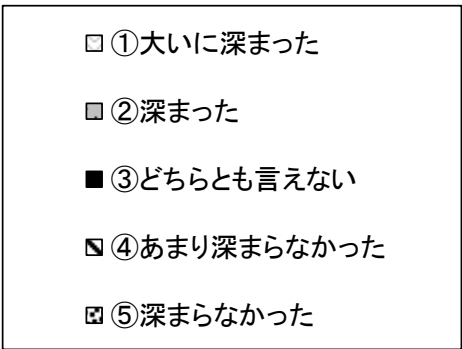 ①大いに深まった
②深まった
③どちらとも言えない
④あまり深まらなかった
⑤深まらなかった